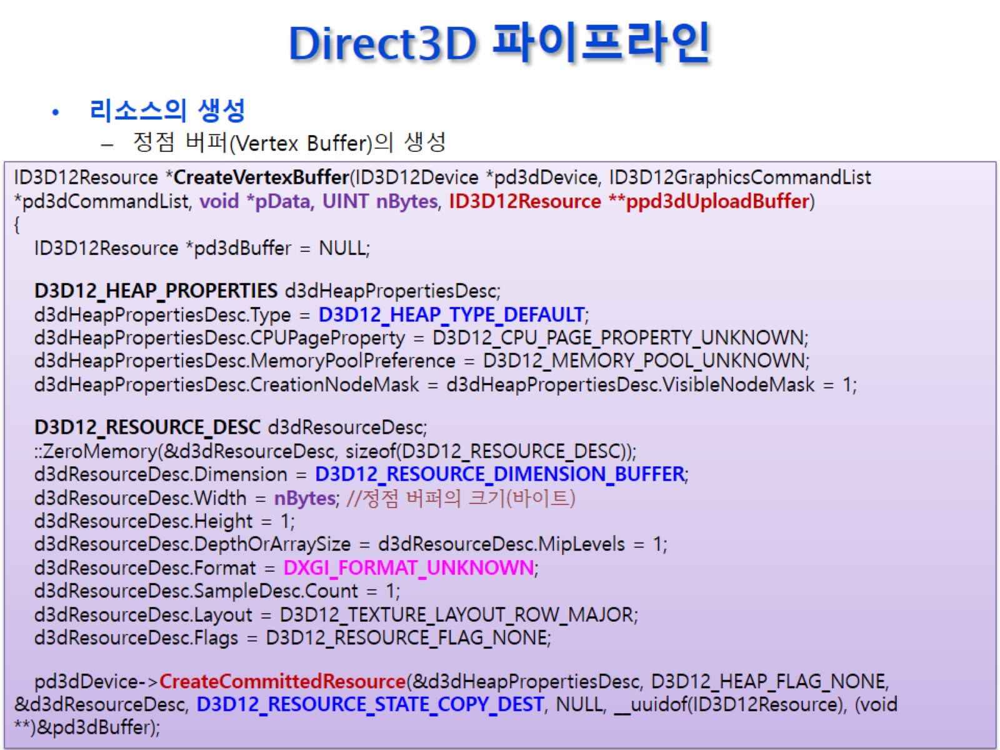 Direct3D 파이프라인
• 리소스의 생성
– 정점 버퍼(Vertex Buffer)의 생성
ID3D12Resource *CreateVertexBuffer(ID3D12Device *pd3dDevice, ID3D12GraphicsCommandList
*pd3dCommandList, void *pData, UINT nBytes, ID3D12Resource **ppd3dUploadBuffer)
{
ID3D12Resource *pd3dBuffer = NULL;
D3D12_HEAP_PROPERTIES d3dHeapPropertiesDesc;
d3dHeapPropertiesDesc.Type = D3D12_HEAP_TYPE_DEFAULT;
d3dHeapPropertiesDesc.CPUPageProperty = D3D12_CPU_PAGE_PROPERTY_UNKNOWN;
d3dHeapPropertiesDesc.MemoryPoolPreference = D3D12_MEMORY_POOL_UNKNOWN;
d3dHeapPropertiesDesc.CreationNodeMask = d3dHeapPropertiesDesc.VisibleNodeMask = 1;
D3D12_RESOURCE_DESC d3dResourceDesc;
::ZeroMemory(&d3dResourceDesc, sizeof(D3D12_RESOURCE_DESC));
d3dResourceDesc.Dimension = D3D12_RESOURCE_DIMENSION_BUFFER;
d3dResourceDesc.Width = nBytes; //정점 버퍼의 크기(바이트)
d3dResourceDesc.Height = 1;
d3dResourceDesc.DepthOrArraySize = d3dResourceDesc.MipLevels = 1;
d3dResourceDesc.Format = DXGI_FORMAT_UNKNOWN;
d3dResourceDesc.SampleDesc.Count = 1;
d3dResourceDesc.Layout = D3D12_TEXTURE_LAYOUT_ROW_MAJOR;
d3dResourceDesc.Flags = D3D12_RESOURCE_FLAG_NONE;
pd3dDevice->CreateCommittedResource(&d3dHeapPropertiesDesc, D3D12_HEAP_FLAG_NONE,
&d3dResourceDesc, D3D12_RESOURCE_STATE_COPY_DEST, NULL, __uuidof(ID3D12Resource), (void
**)&pd3dBuffer);